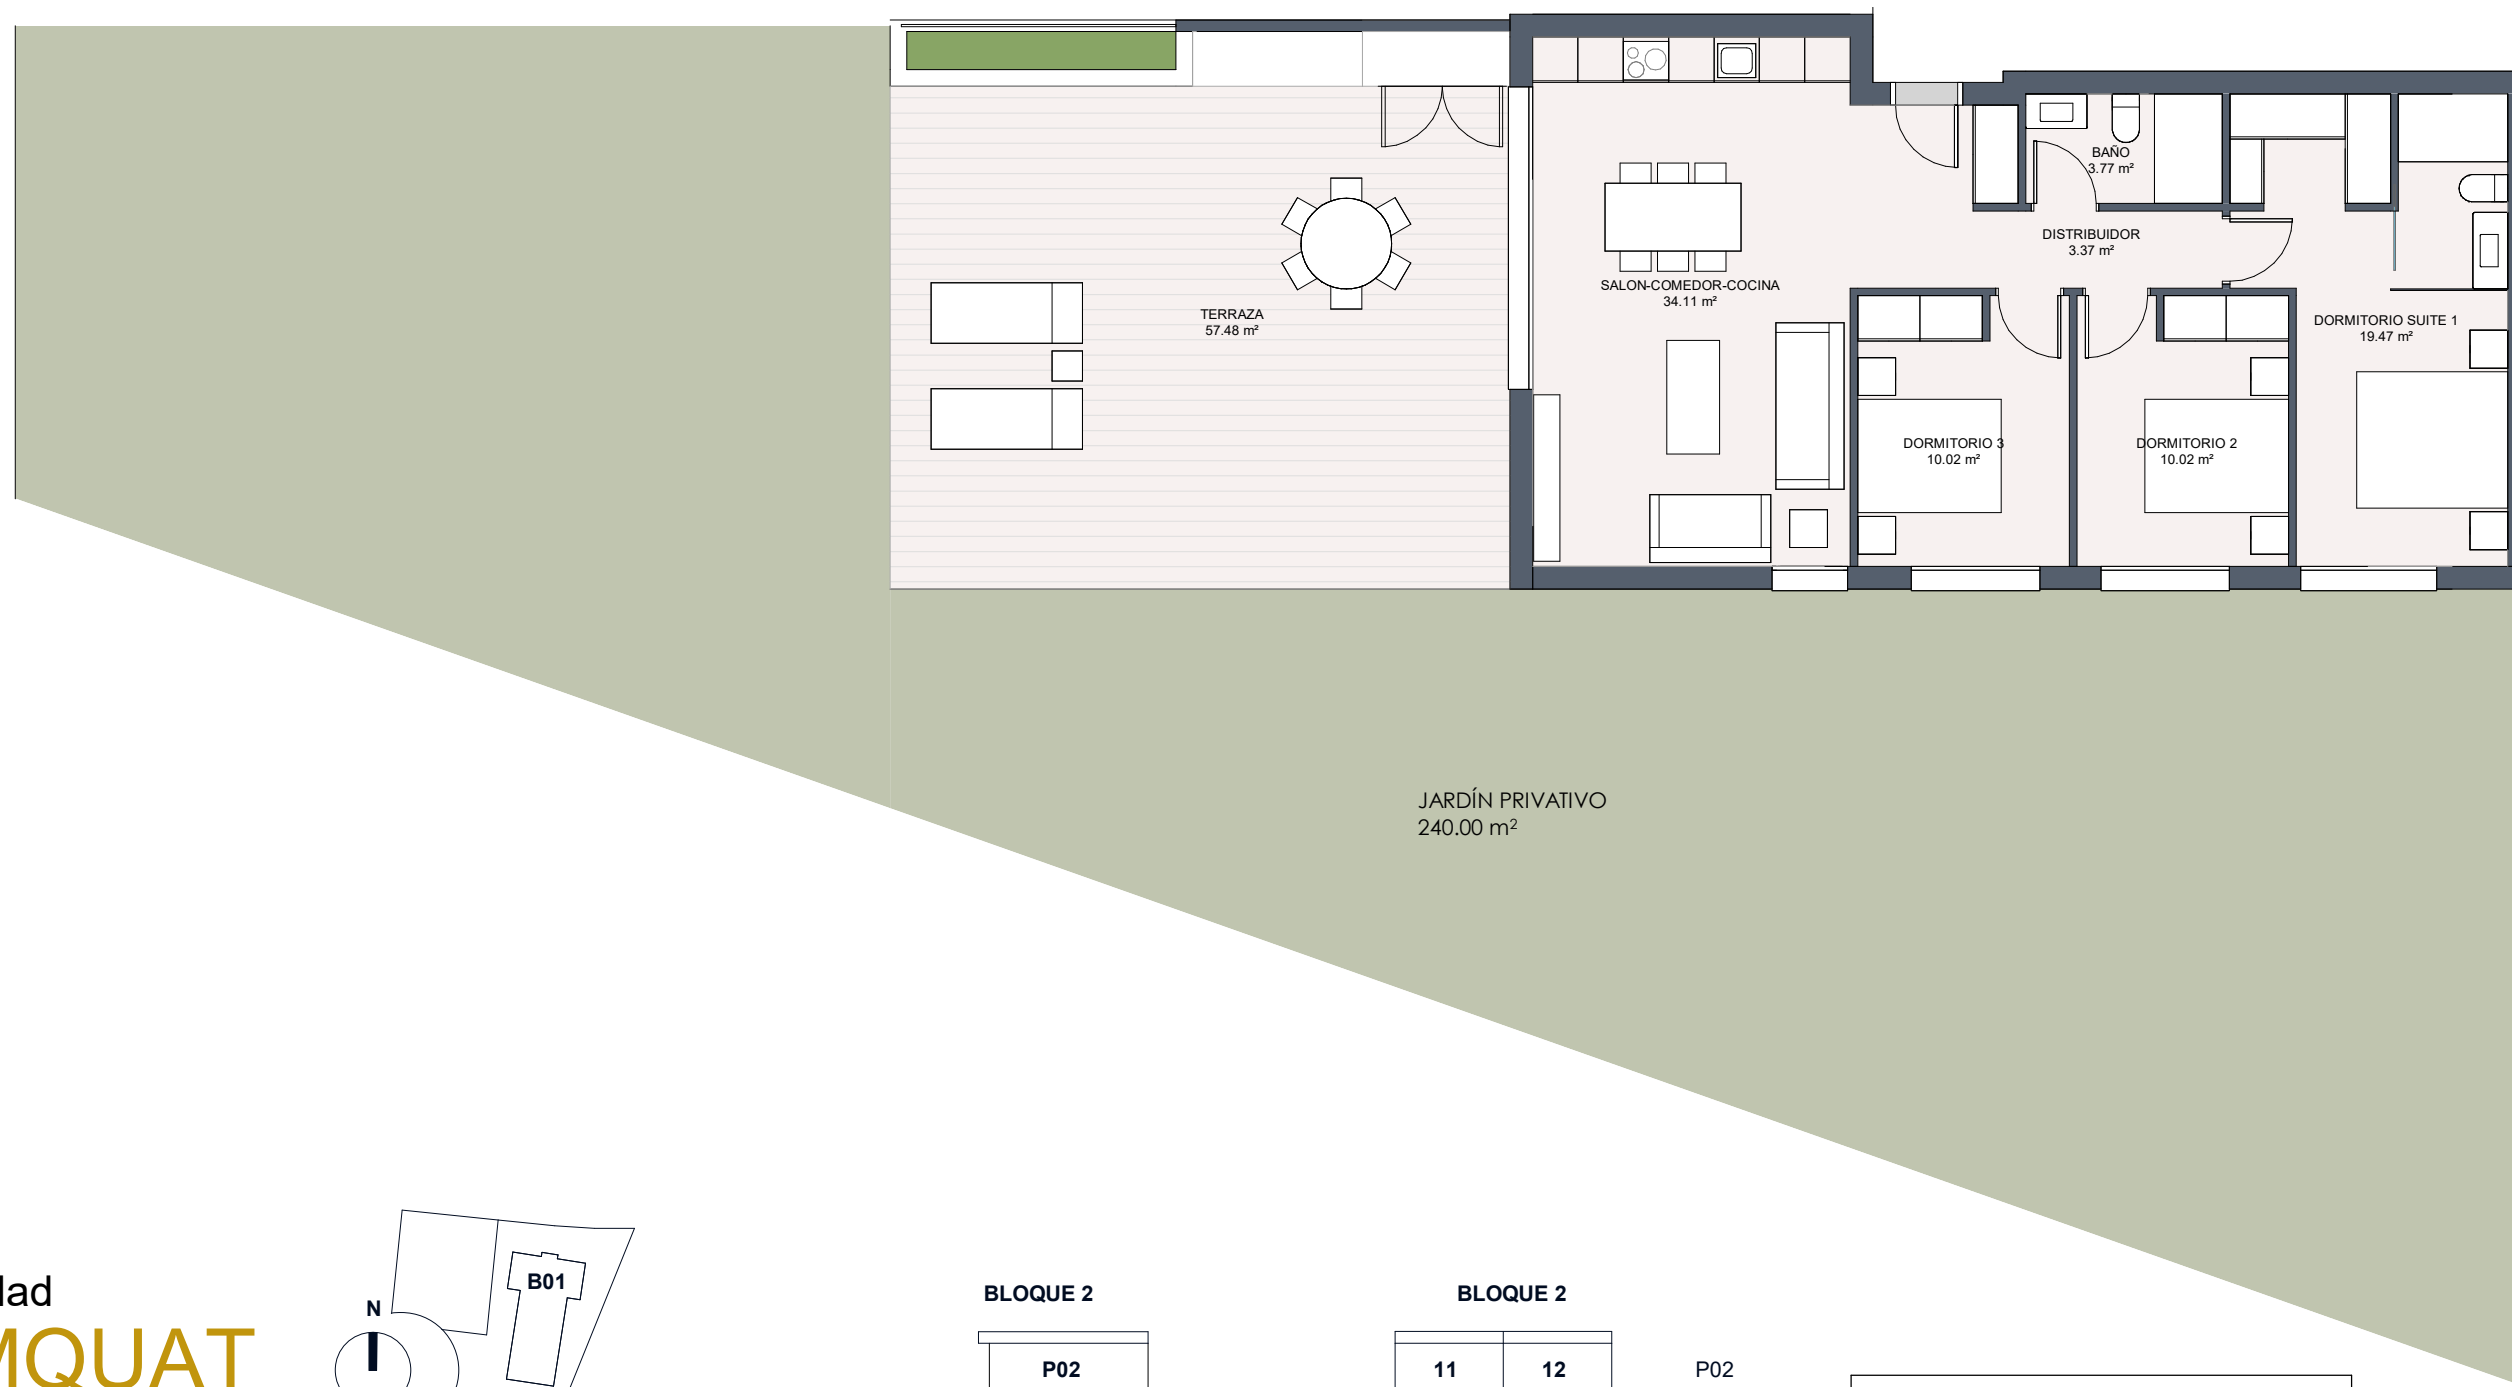 BAÑO
3.77 m²
DISTRIBUIDOR
3.37 m²
SALON-COMEDOR-COCINA
34.11 m²
TERRAZA
57.48 m²
DORMITORIO SUITE 1
19.47 m²
DORMITORIO 3
10.02 m²
DORMITORIO 2
10.02 m²
JARDÍN PRIVATIVO
240.00 m²
B01
N
BLOQUE 2
P02
BLOQUE 2
11 12 P02